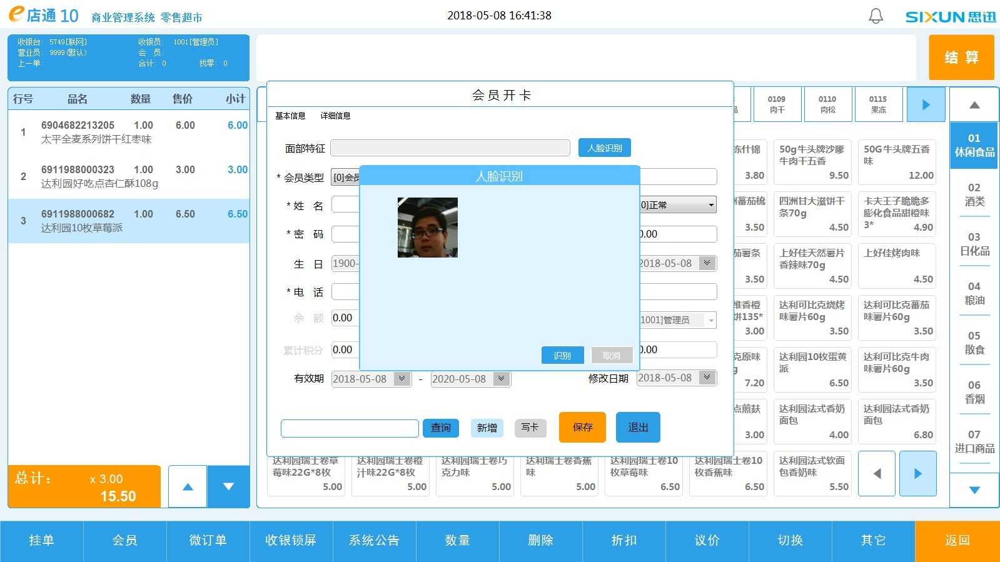 e店通 10 商业管理系统 零售超市
2018-05-08 16:41:38
SIXUN思迅
收银台: 5749[联网] 收银员: 1001[管理员]
营业员: 9999(默认) 会 员:
上一单: 合计: 0 找零: 0
结 算
行号 品名 数量 售价 小计
1 6904682213205 1.00 6.00 6.00
太平全麦系列饼干红枣味
2 6911988000323 1.00 3.00 3.00
达利园好吃点杏仁酥108g
3 6911988000682 1.00 6.50 6.50
达利园10枚草莓派
总计: x 3.00
15.50
会员开卡
基本信息 详细信息
面部特征 人脸识别
* 会员类型 [0]会员
* 姓 名 0]正常
* 密 码 0.00
生 日 1900- 2018-05-08
* 电 话
余 额 0.00 1001]管理员
累计积分 0.00 0.00
有效期 2018-05-08 - 2020-05-08 修改日期 2018-05-08
查询 新增 写卡 保存 退出
人脸识别
识别 取消
品
0109
肉干
0110
肉松
0115
果冻
冻什锦
3.80
50g牛头牌沙嗲
牛肉干五香
9.50
50G牛头牌五香
味
12.00
蕃茄梳
3.50
四洲甘大滋饼干
条70g
4.50
卡夫王子脆脆多
膨化食品甜橙味
3*
4.90
茄薯条
3.50
上好佳天然薯片
香辣味70g
4.50
上好佳烤肉味
4.50
维香橙
饼135*
3.00
达利可比克烧烤
味薯片60g
3.50
达利可比克蕃茄
味薯片60g
3.50
克原味
g
7.20
达利园10枚蛋黄
派
6.50
达利可比克牛肉
味薯片60g
3.50
点煎麸
3.00
达利园法式香奶
面包
4.00
达利园法式香奶
面包
6.80
达利园瑞士卷草
莓味22G*8枚
5.00
达利园瑞士卷橙
汁味22G*8枚
5.00
达利园瑞士卷巧
克力味
5.00
达利瑞士卷香蕉
味
5.00
达利园瑞士卷10
枚草莓味
6.50
达利园瑞士卷10
枚香蕉味
6.50
达利园法式软面
包香奶味
5.50
01
休闲食品
02
酒类
03
日化品
04
粮油
05
散食
06
香烟
07
进口商品
挂单 会员 微订单 收银锁屏 系统公告 数量 删除 折扣 议价 切换 其它 返回